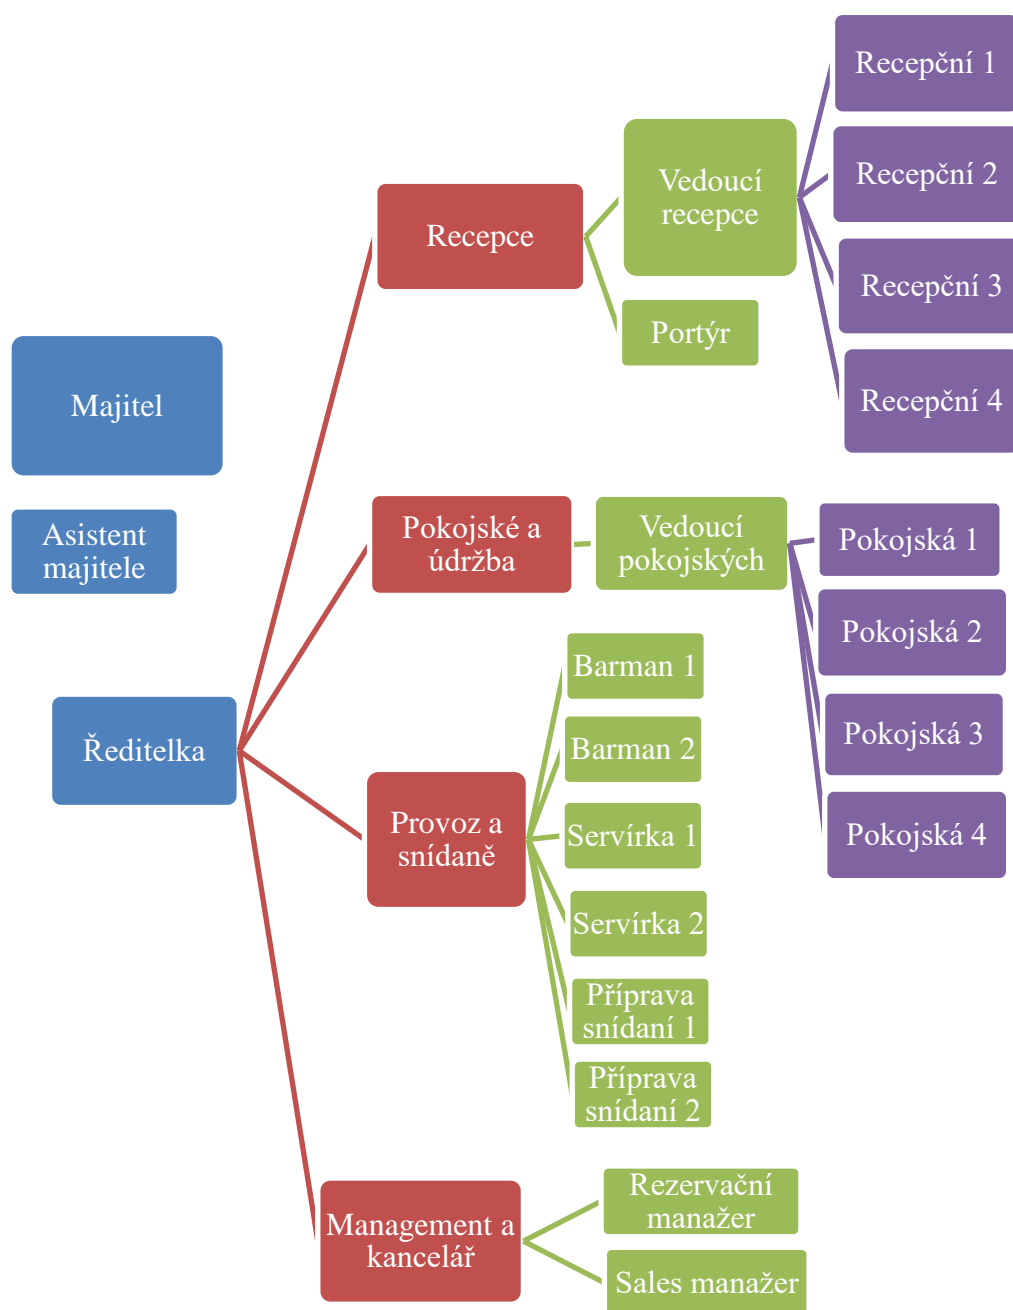 Majitel
Asistent
majitele
Ředitelka
Recepce
Vedoucí
recepce
Portýr
Recepční 1
Recepční 2
Recepční 3
Recepční 4
Pokojské a
údržba
Vedoucí
pokojských
Pokojská 1
Pokojská 2
Pokojská 3
Pokojská 4
Provoz a
snídaně
Barman 1
Barman 2
Servírka 1
Servírka 2
Příprava
snídaní 1
Příprava
snídaní 2
Management a
kancelář
Rezervační
manažer
Sales manažer